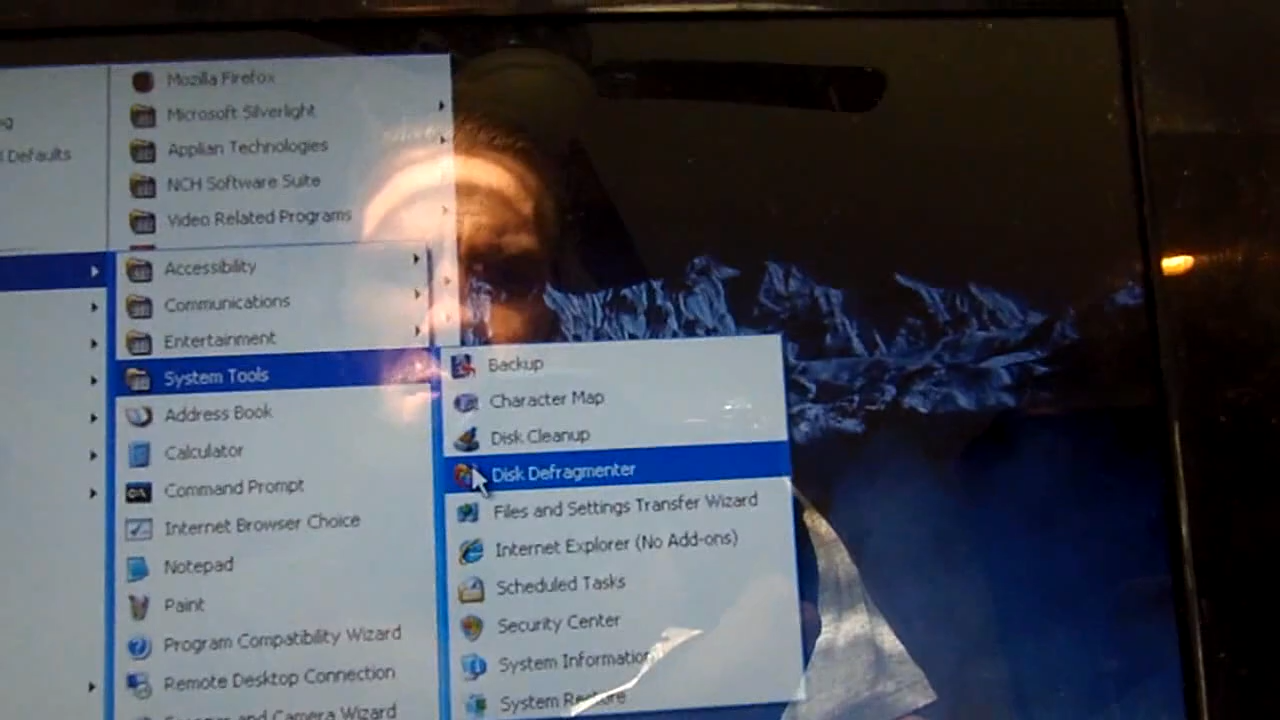 Defaults
Mozilla Firefox
Microsoft Silverlight
Applian Technologies
NCH Software Suite
Video Related Programs
Accessibility
Communications
Entertainment
System Tools
Address Book
Calculator
Command Prompt
Internet Browser Choice
Notepad
Paint
Program Compatibility Wizard
Remote Desktop Connection
and Camera Wizard
Backup
Character Map
Disk Cleanup
Disk Defragmenter
Files and Settings Transfer Wizard
Internet Explorer (No Add-ons)
Scheduled Tasks
Security Center
System Information
System Restore